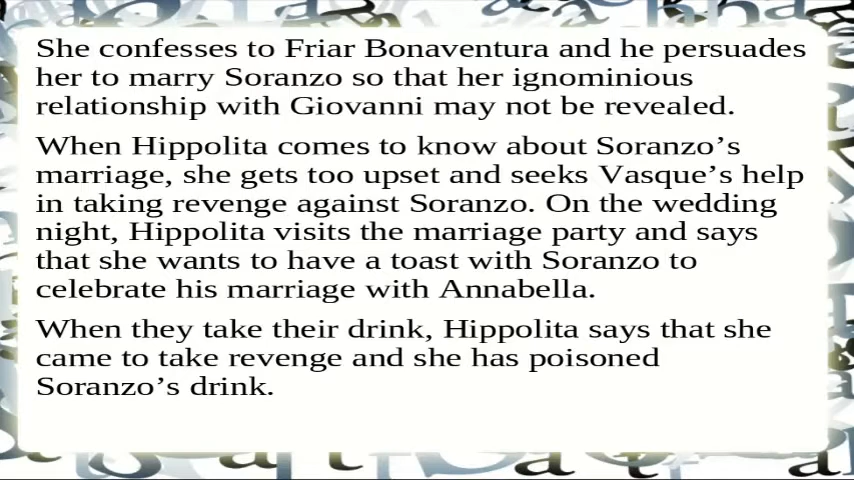 She confesses to Friar Bonaventura and he persuades
her to marry Soranzo so that her ignominious
relationship with Giovanni may not be revealed.
When Hippolita comes to know about Soranzo’s
marriage, she gets too upset and seeks Vasque’s help
in taking revenge against Soranzo. On the wedding
night, Hippolita visits the marriage party and says
that she wants to have a toast with Soranzo to
celebrate his marriage with Annabella.
When they take their drink, Hippolita says that she
came to take revenge and she has poisoned
Soranzo’s drink.